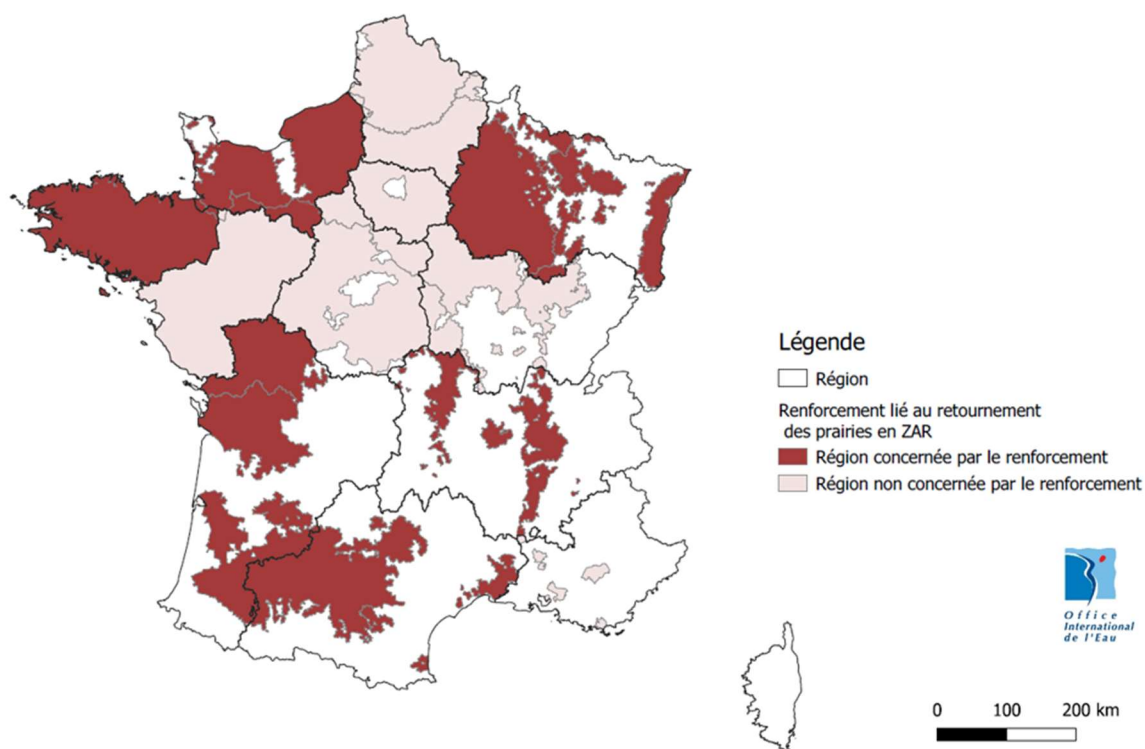 Légende
Région
Renforcement lié au retournement
des prairies en ZAR
Région concernée par le renforcement
Région non concernée par le renforcement
Office
International
de l'Eau
0 100 200 km